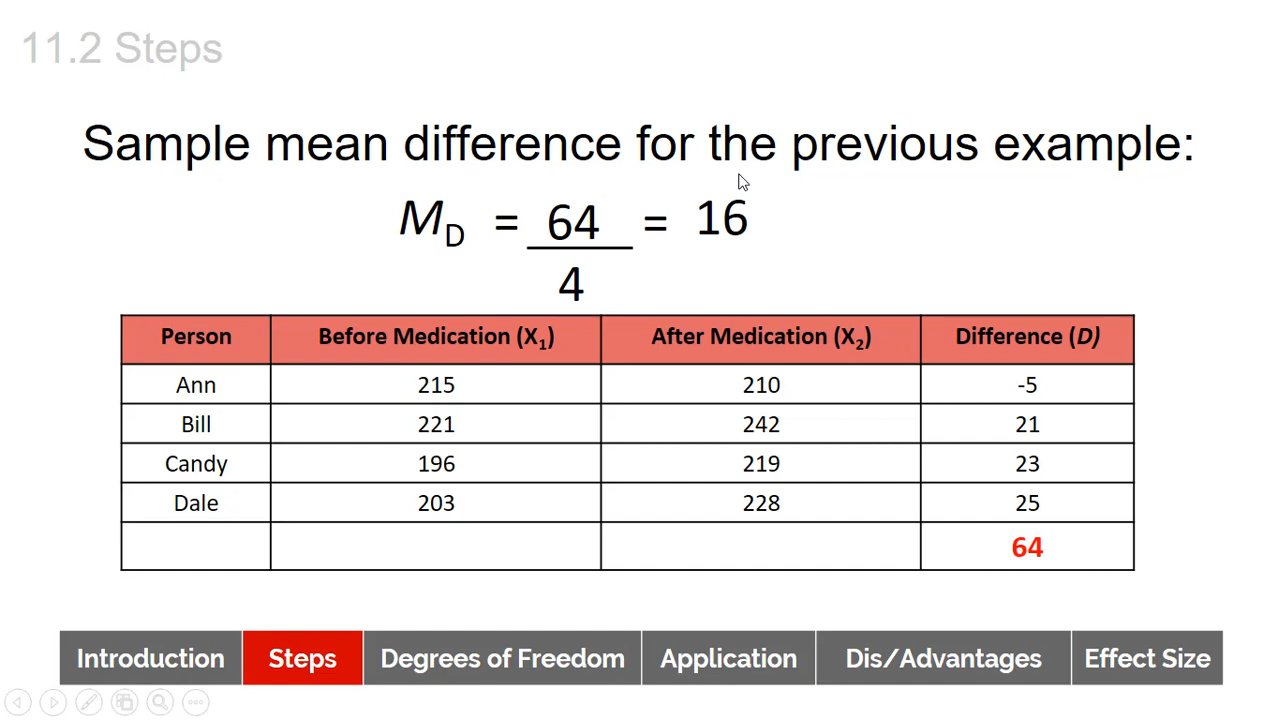 11.2 Steps
Sample mean difference for the previous example:
M_D = 64/4 = 16
Person Before Medication (X₁) After Medication (X₂) Difference (D)
Ann 215 210 -5
Bill 221 242 21
Candy 196 219 23
Dale 203 228 25
64
Introduction Steps Degrees of Freedom Application Dis/Advantages Effect Size